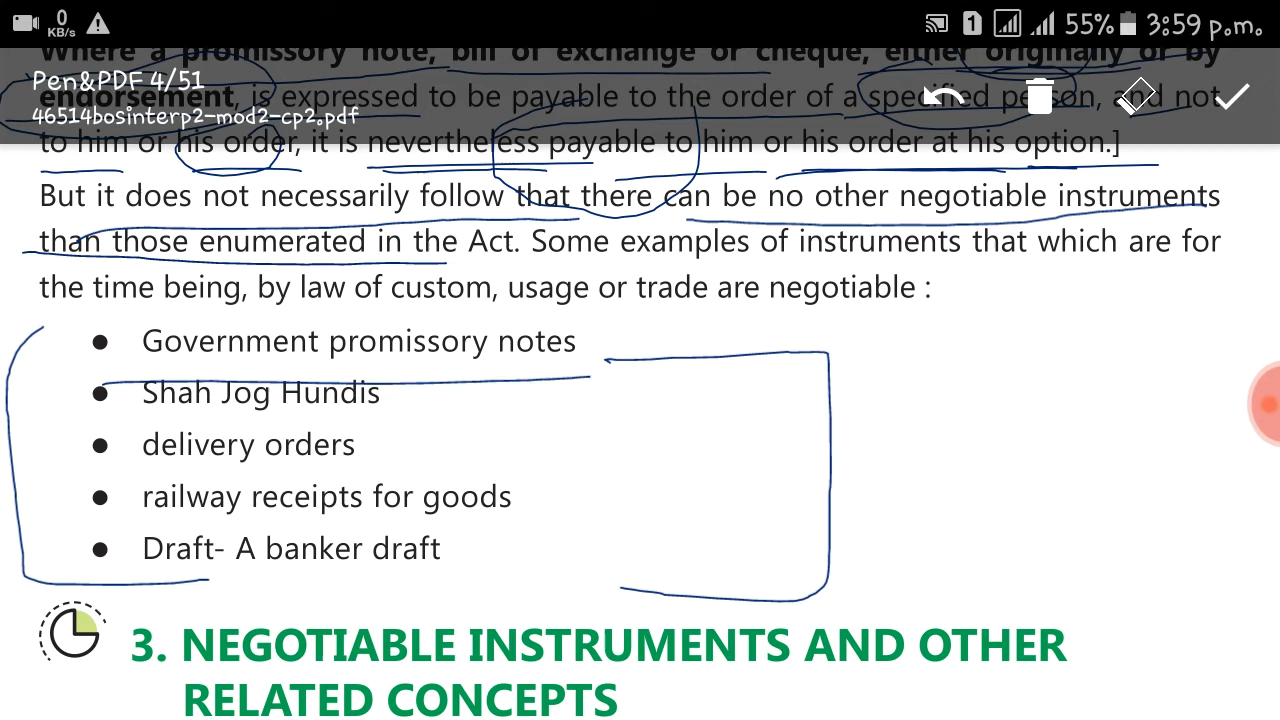 0 KB/s 1 55% 3:59 p.m.
Where a promissory note, bill of exchange or cheque, either originally or by
Pen&PDF 4/51
endorsement, is expressed to be payable to the order of a specified person, and not
46514bosinterp2-mod2-cp2.pdf
to him or his order, it is nevertheless payable to him or his order at his option.]
But it does not necessarily follow that there can be no other negotiable instruments
than those enumerated in the Act. Some examples of instruments that which are for
the time being, by law of custom, usage or trade are negotiable :
● Government promissory notes
● Shah Jog Hundis
● delivery orders
● railway receipts for goods
● Draft- A banker draft
3. NEGOTIABLE INSTRUMENTS AND OTHER
RELATED CONCEPTS